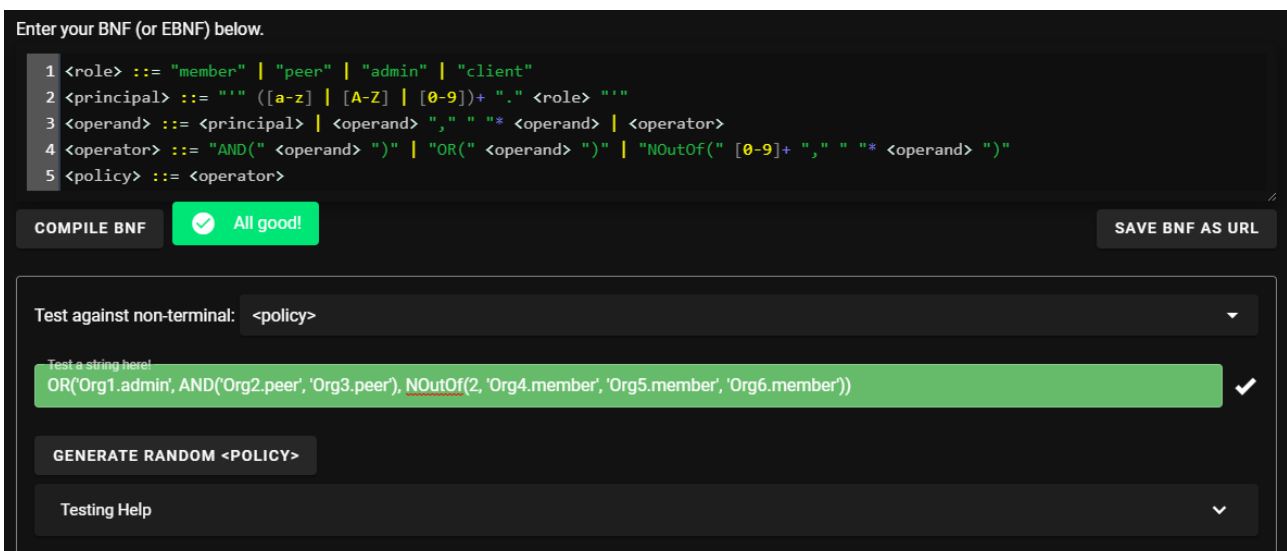 Enter your BNF (or EBNF) below.
1 <role> ::= "member" | "peer" | "admin" | "client"
2 <principal> ::= "'" ([a-z] | [A-Z] | [0-9])+ "." <role> "'"
3 <operand> ::= <principal> | <operand> "," " "* <operand> | <operator>
4 <operator> ::= "AND(" <operand> ")" | "OR(" <operand> ")" | "NOutOf(" [0-9]+ "," " "* <operand> ")"
5 <policy> ::= <operator>
COMPILE BNF All good! SAVE BNF AS URL
Test against non-terminal: <policy>
Test a string here!
OR('Org1.admin', AND('Org2.peer', 'Org3.peer'), NOutOf(2, 'Org4.member', 'Org5.member', 'Org6.member'))
GENERATE RANDOM <POLICY>
Testing Help